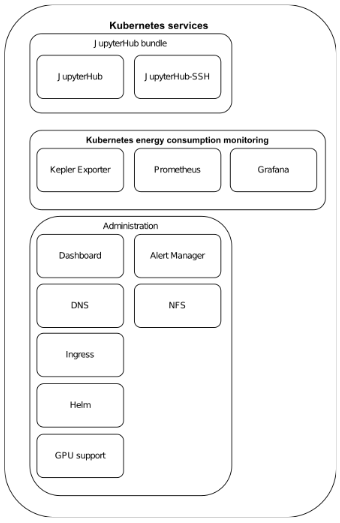 Kubernetes services
JupyterHub bundle
JupyterHub
JupyterHub-SSH
Kubernetes energy consumption monitoring
Kepler Exporter
Prometheus
Grafana
Administration
Dashboard
Alert Manager
DNS
NFS
Ingress
Helm
GPU support